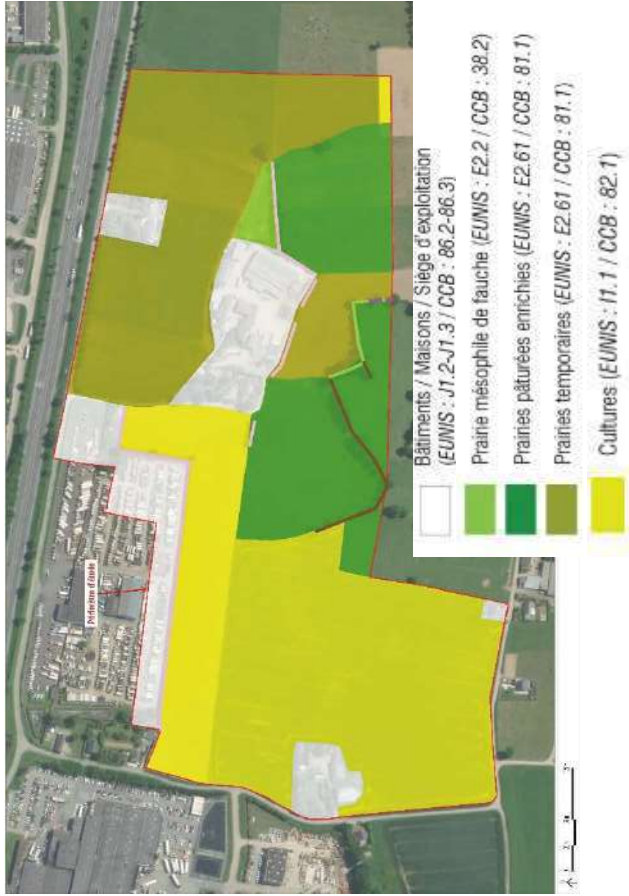 Périmètre d'étude
Bâtiments / Maisons / Siège d'exploitation
(EUNIS : J1.2-J1.3 / CCB : 86.2-86.3)
Prairie mésophile de fauche (EUNIS : E2.2 / CCB : 38.2)
Prairies pâturées enrichies (EUNIS : E2.61 / CCB : 81.1)
Prairies temporaires (EUNIS : E2.61 / CCB : 81.1)
Cultures (EUNIS : I1.1 / CCB : 82.1)